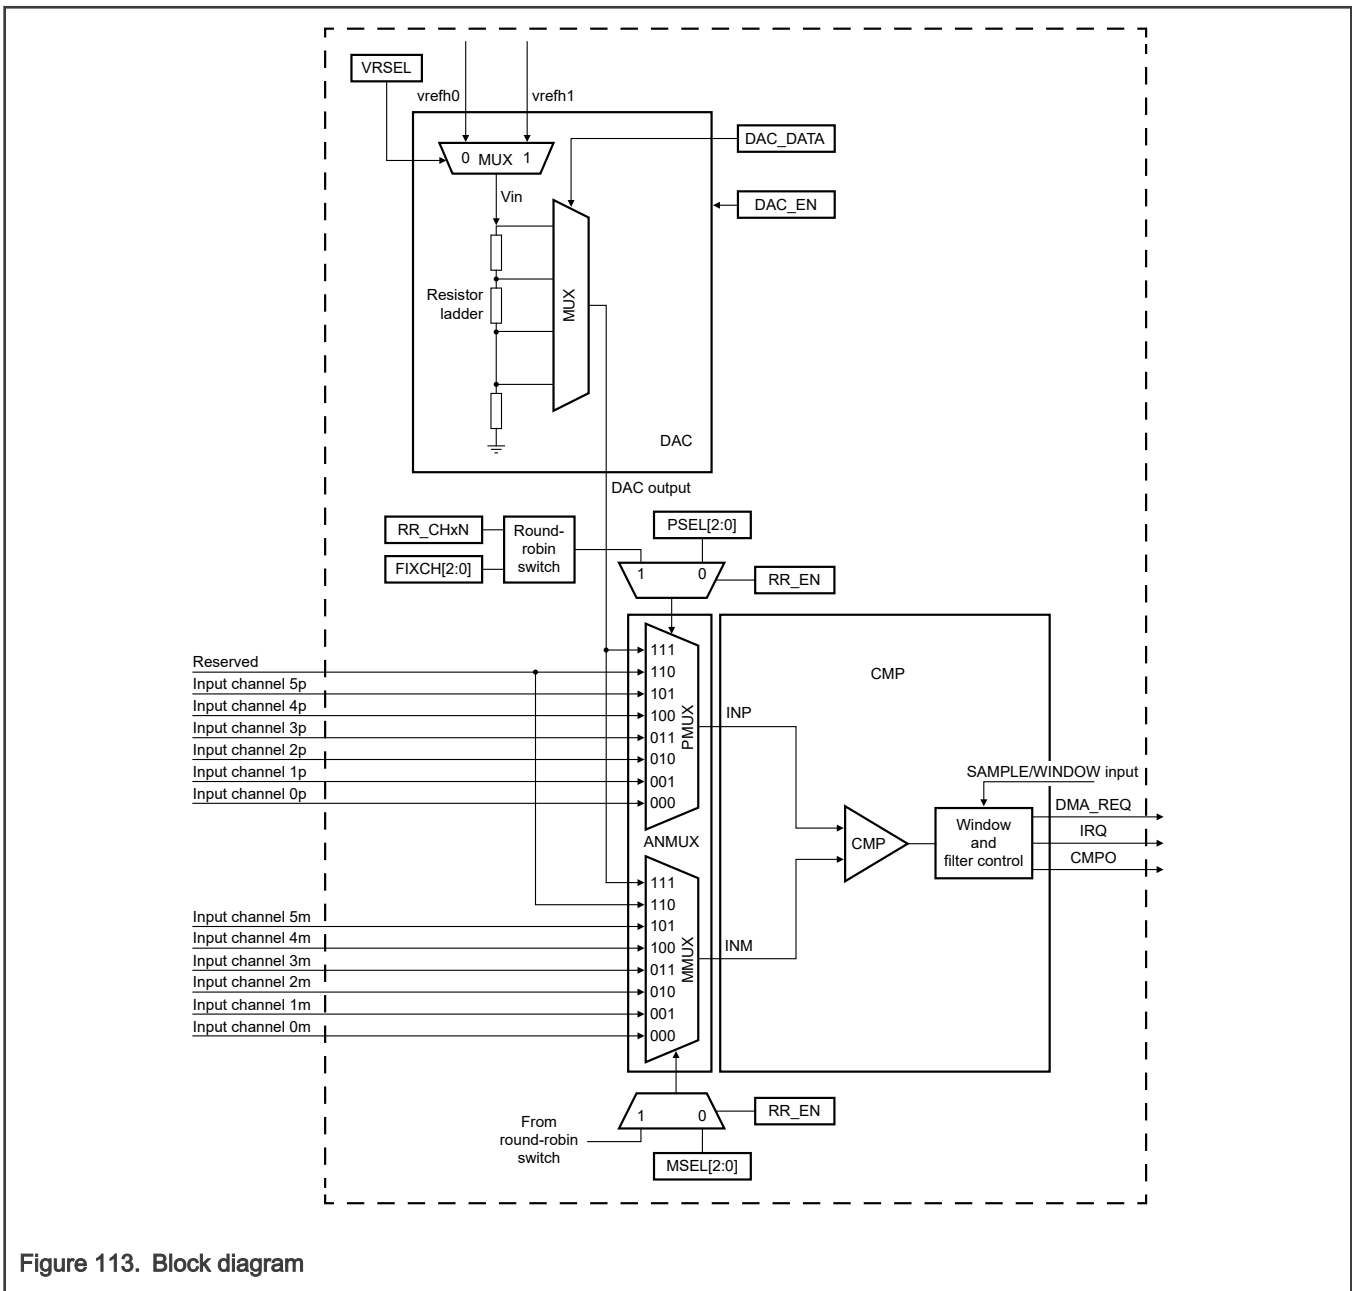 VRSEL
vrefh0
vrefh1
0 MUX 1
DAC_DATA
DAC_EN
Vin
MUX
Resistor
ladder
DAC
DAC output
RR_CHxN
FIXCH[2:0]
Round-
robin
switch
PSEL[2:0]
1
0
RR_EN
Reserved
Input channel 5p
Input channel 4p
Input channel 3p
Input channel 2p
Input channel 1p
Input channel 0p
111
110
101
100
011
010
001
000
PMUX
INP
CMP
SAMPLE/WINDOW input
DMA_REQ
IRQ
CMPO
CMP
Window
and
filter control
ANMUX
Input channel 5m
Input channel 4m
Input channel 3m
Input channel 2m
Input channel 1m
Input channel 0m
111
110
101
100
011
010
001
000
MMUX
INM
1
0
RR_EN
From
round-robin
switch
MSEL[2:0]
Figure 113. Block diagram